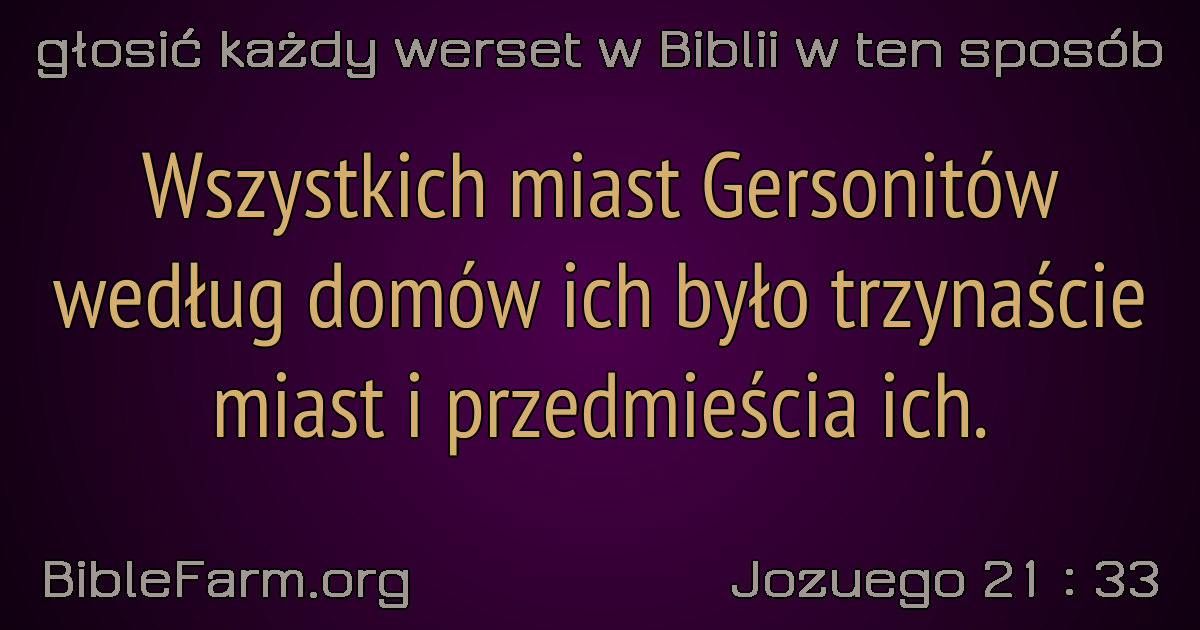 głosić każdy werset w Biblii w ten sposób
Wszystkich miast Gersonitów
według domów ich było trzynaście
miast i przedmieścia ich.
BibleFarm.org
Jozuego 21 : 33